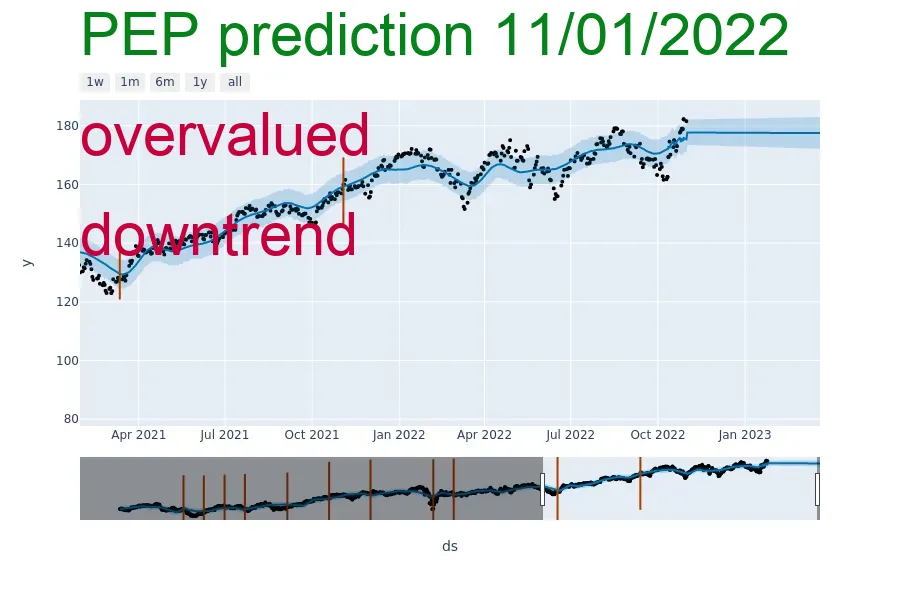 PEP prediction 11/01/2022
1w 1m 6m 1y all
overvalued
downtrend
180
160
140
120
100
80
y
Apr 2021 Jul 2021 Oct 2021 Jan 2022 Apr 2022 Jul 2022 Oct 2022 Jan 2023
ds